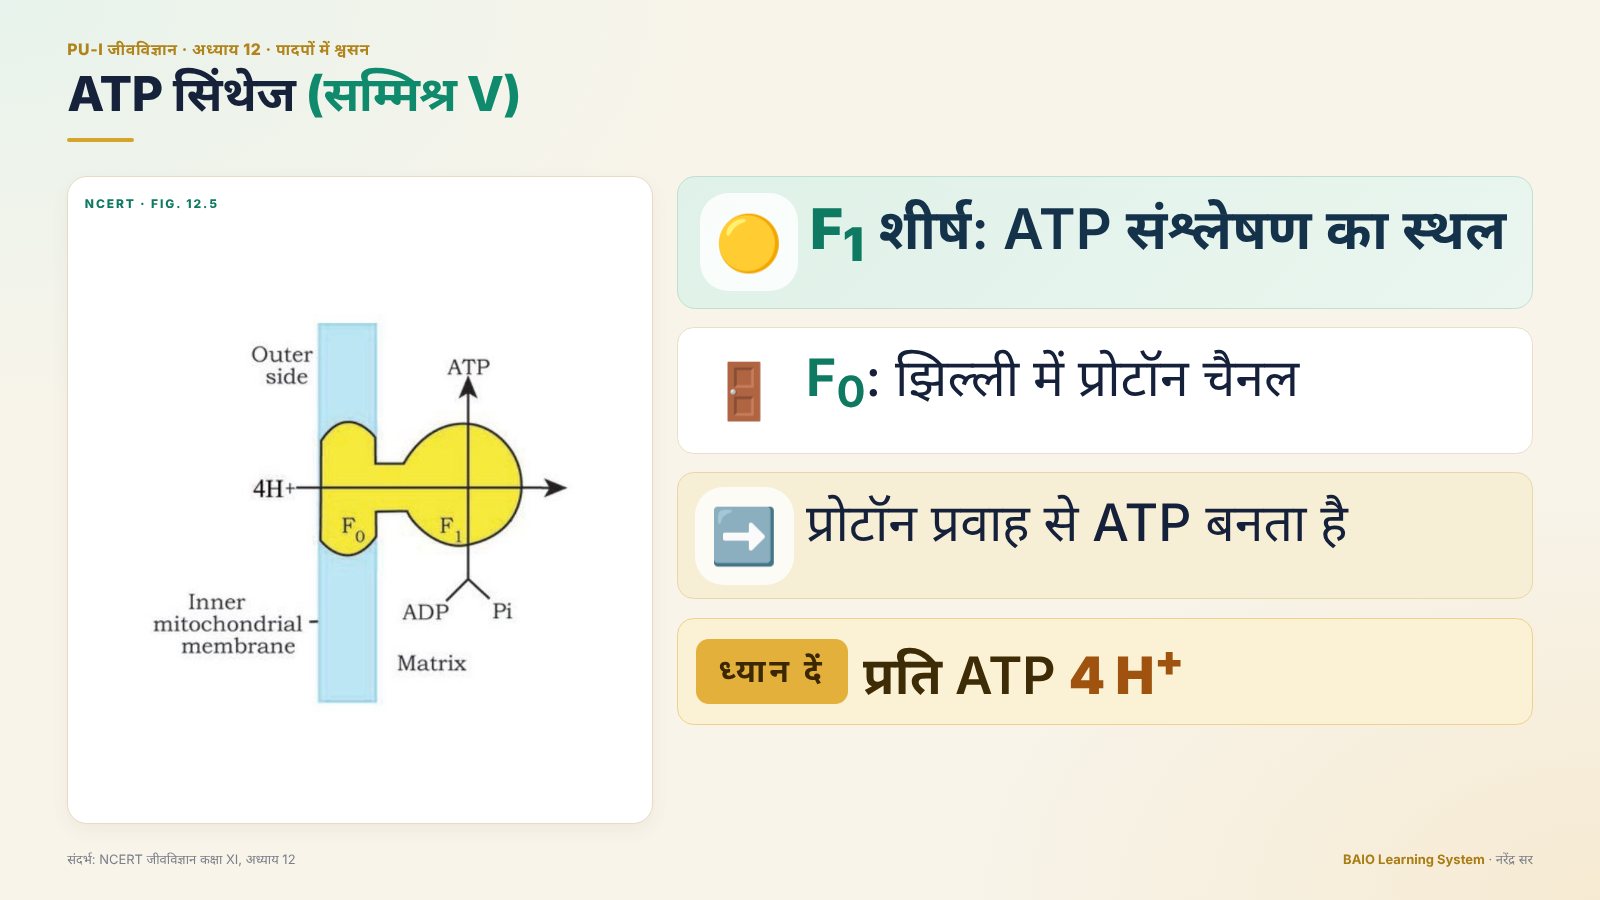 PU-I जीवविज्ञान · अध्याय 12 · पादपों में श्वसन
ATP सिंथेज (सम्मिश्र V)
NCERT · FIG. 12.5
Outer
side
ATP
4H+
F0
F1
ADP
Pi
Inner
mitochondrial
membrane
Matrix
F1 शीर्ष: ATP संश्लेषण का स्थल
F0: झिल्ली में प्रोटॉन चैनल
प्रोटॉन प्रवाह से ATP बनता है
ध्यान दें प्रति ATP 4 H+
संदर्भ: NCERT जीवविज्ञान कक्षा XI, अध्याय 12
BAIO Learning System · नरेंद्र सर